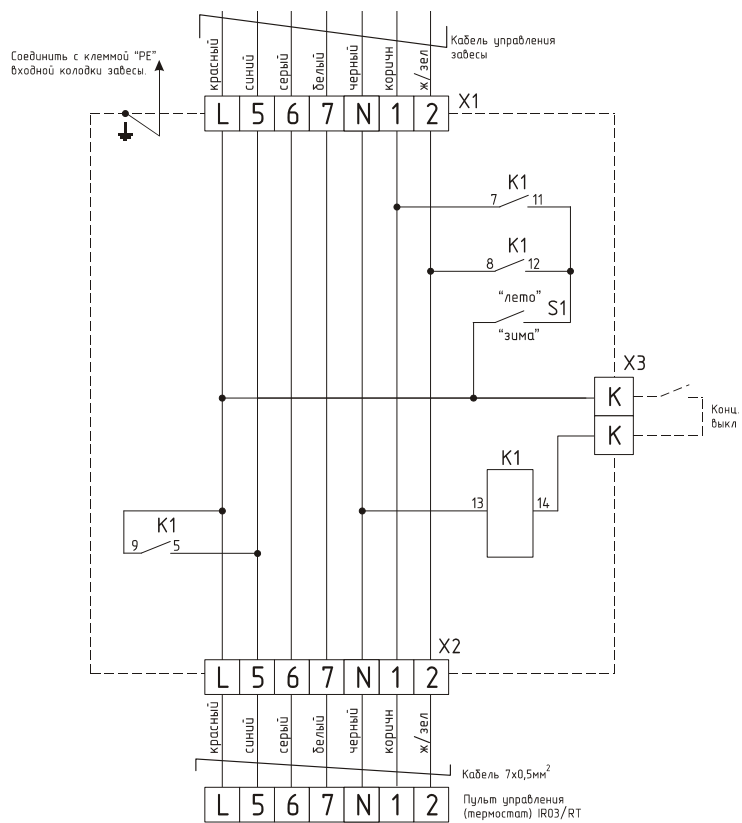 Соединить с клеммой "PE"
входной колодки завесы.
красный
синий
серый
белый
черный
коричн
ж/зел
Кабель управления
завесы
L 5 6 7 N 1 2
X1
K1
7 11
K1
8 12
"лето"
S1
"зима"
X3
K
K
Конц.
выкл
K1
13 14
K1
9 5
X2
L 5 6 7 N 1 2
красный
синий
серый
белый
черный
коричн
ж/зел
Кабель 7x0,5мм²
L 5 6 7 N 1 2
Пульт управления
(термостат) IR03/RT